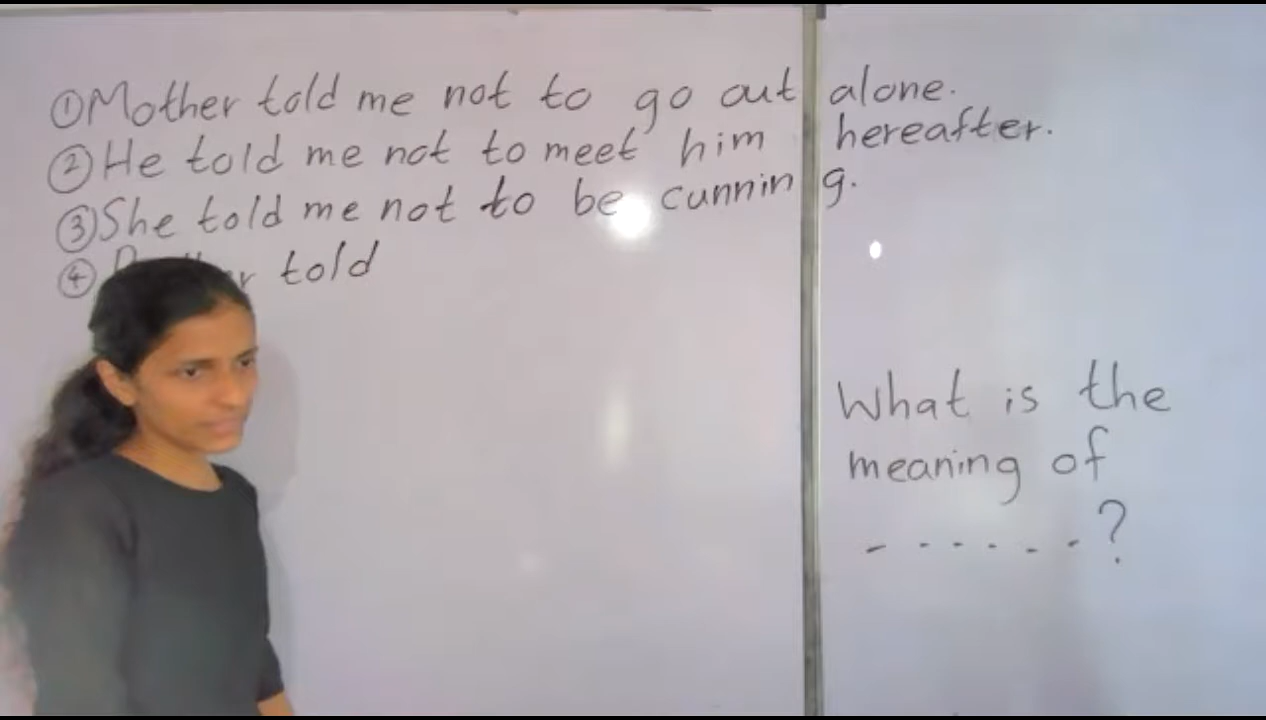 ①Mother told me not to go out alone.
②He told me not to meet him hereafter.
③She told me not to be cunning.
④ told
What is the
meaning of
- - - - - - ?